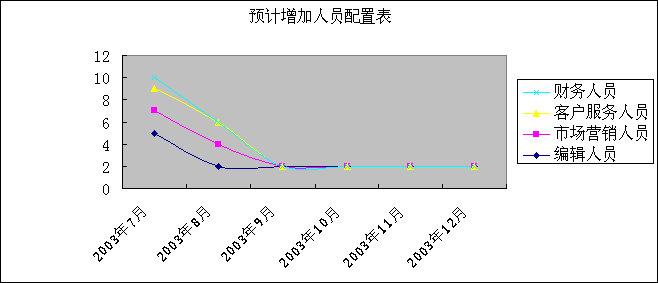 预计增加人员配置表
12
10
8
6
4
2
0
2003年7月
2003年8月
2003年9月
2003年10月
2003年11月
2003年12月
财务人员
客户服务人员
市场营销人员
编辑人员